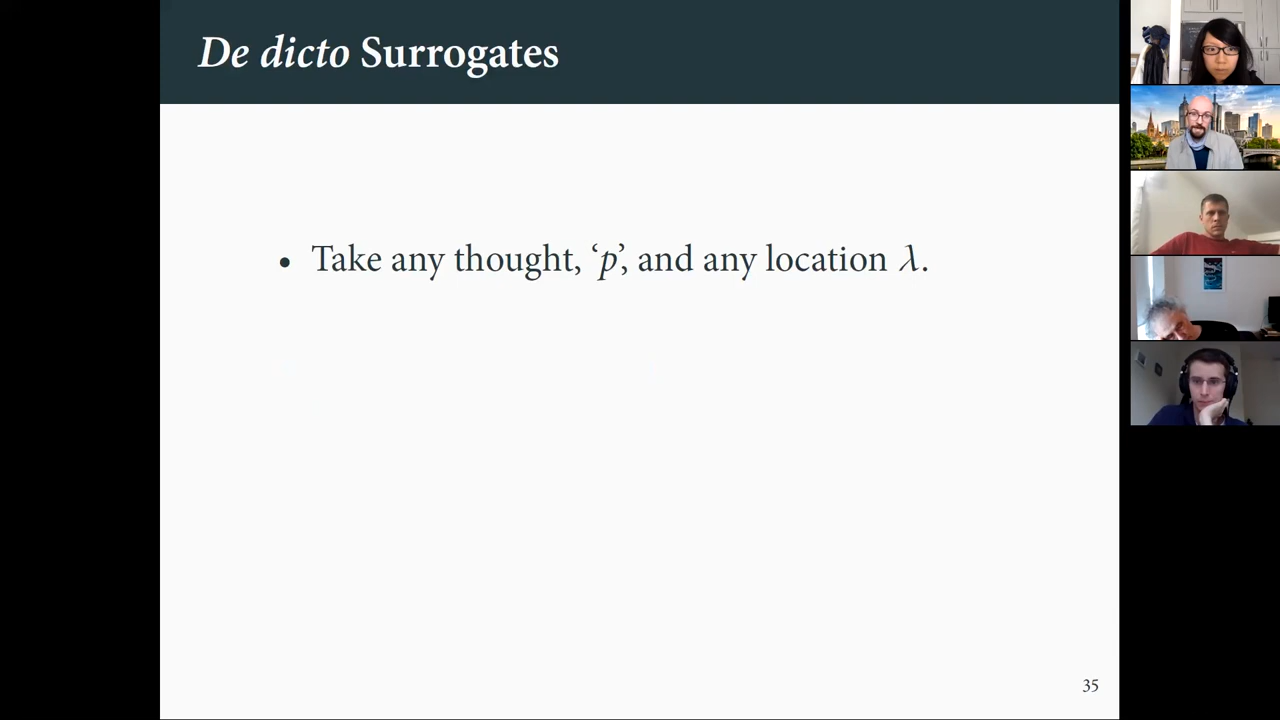 De dicto Surrogates
• Take any thought, ‘p’, and any location λ.
35